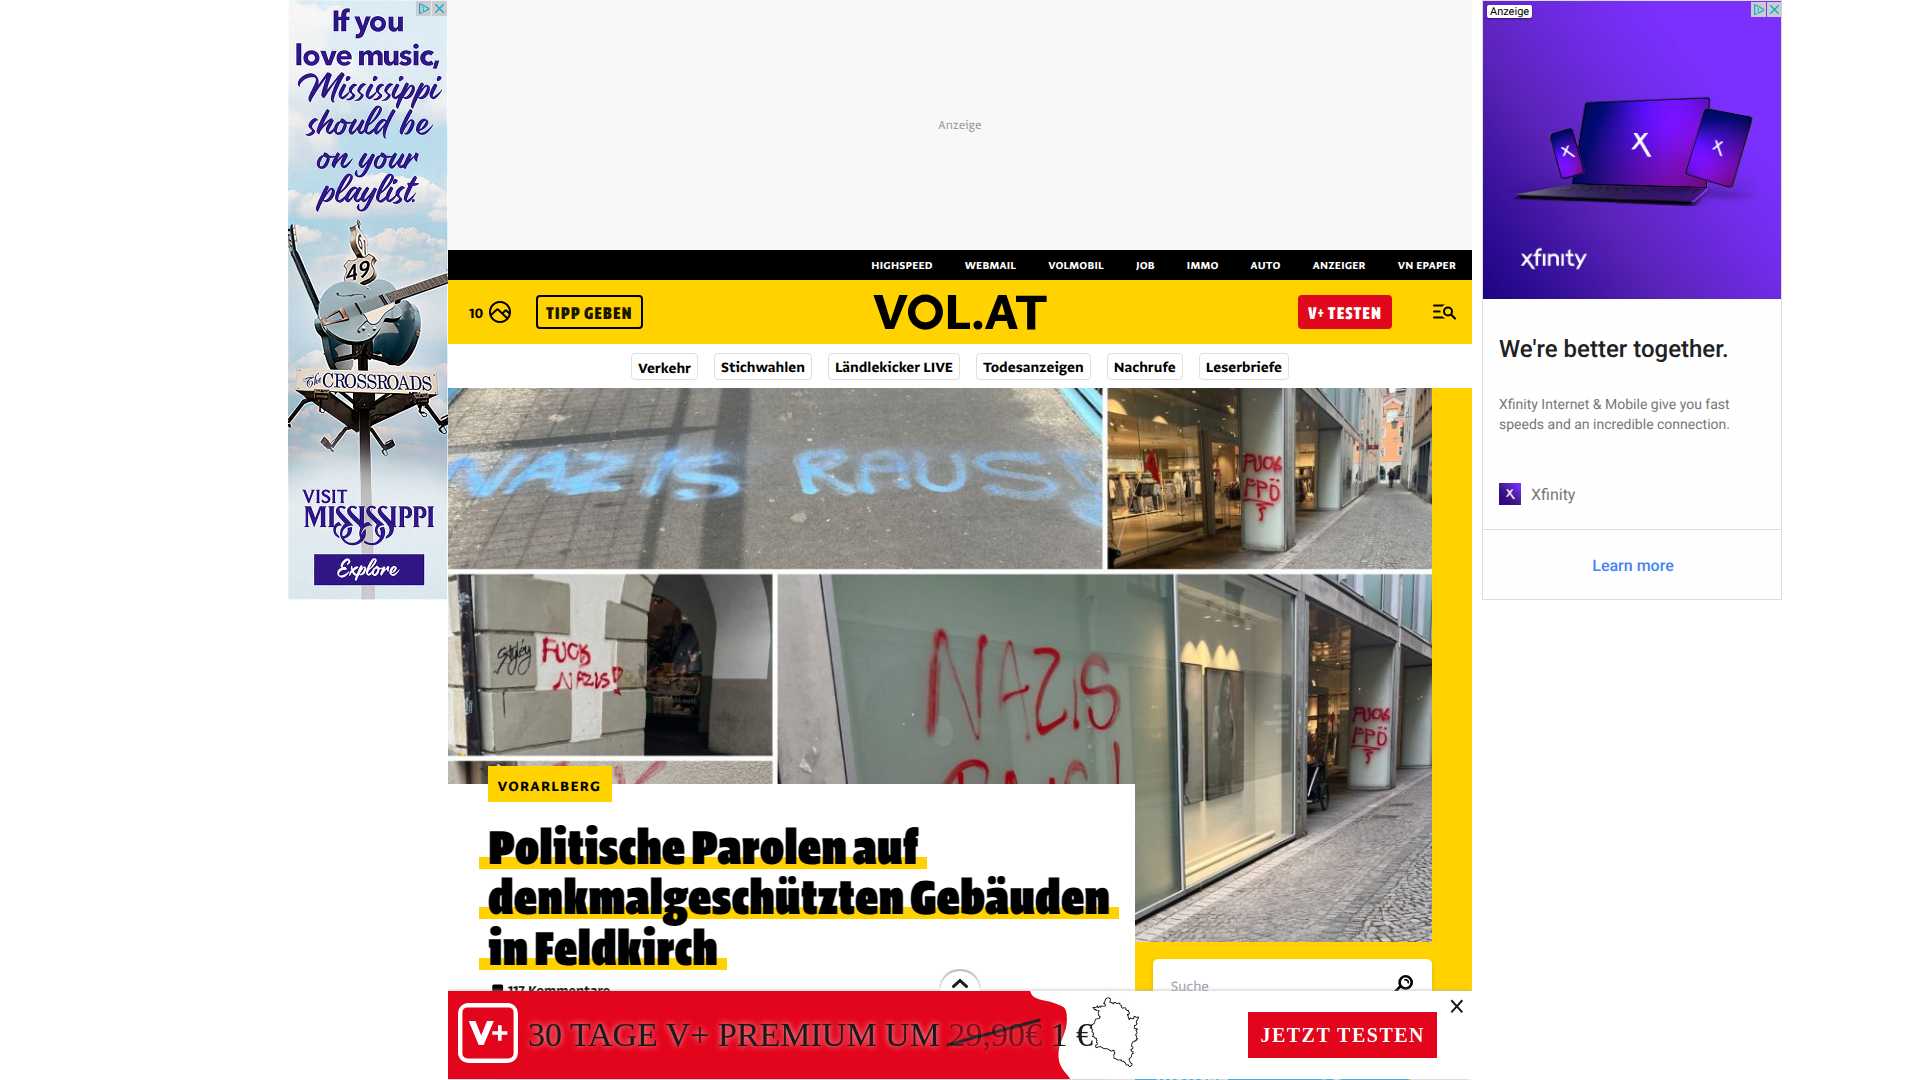 If you
love music,
Mississippi
should be
on your
playlist.
61
49
The CROSSROADS
VISIT
MISSISSIPPI
Explore
Anzeige
HIGHSPEED WEBMAIL VOLMOBIL JOB IMMO AUTO ANZEIGER VN EPAPER
10 TIPP GEBEN VOL.AT V+ TESTEN
Verkehr Stichwahlen Ländlekicker LIVE Todesanzeigen Nachrufe Leserbriefe
NAZIS RAUS!
FUCK
FPÖ
FUCK
NAZIS!
NAZIS
RAUS!
FUCK
FPÖ
VORARLBERG
Politische Parolen auf
denkmalgeschützten Gebäuden
in Feldkirch
117 Kommentare
Suche
V+ 30 TAGE V+ PREMIUM UM 29,90€ 1 €
JETZT TESTEN
Anzeige
X
X
X
xfinity
We're better together.
Xfinity Internet & Mobile give you fast
speeds and an incredible connection.
X Xfinity
Learn more